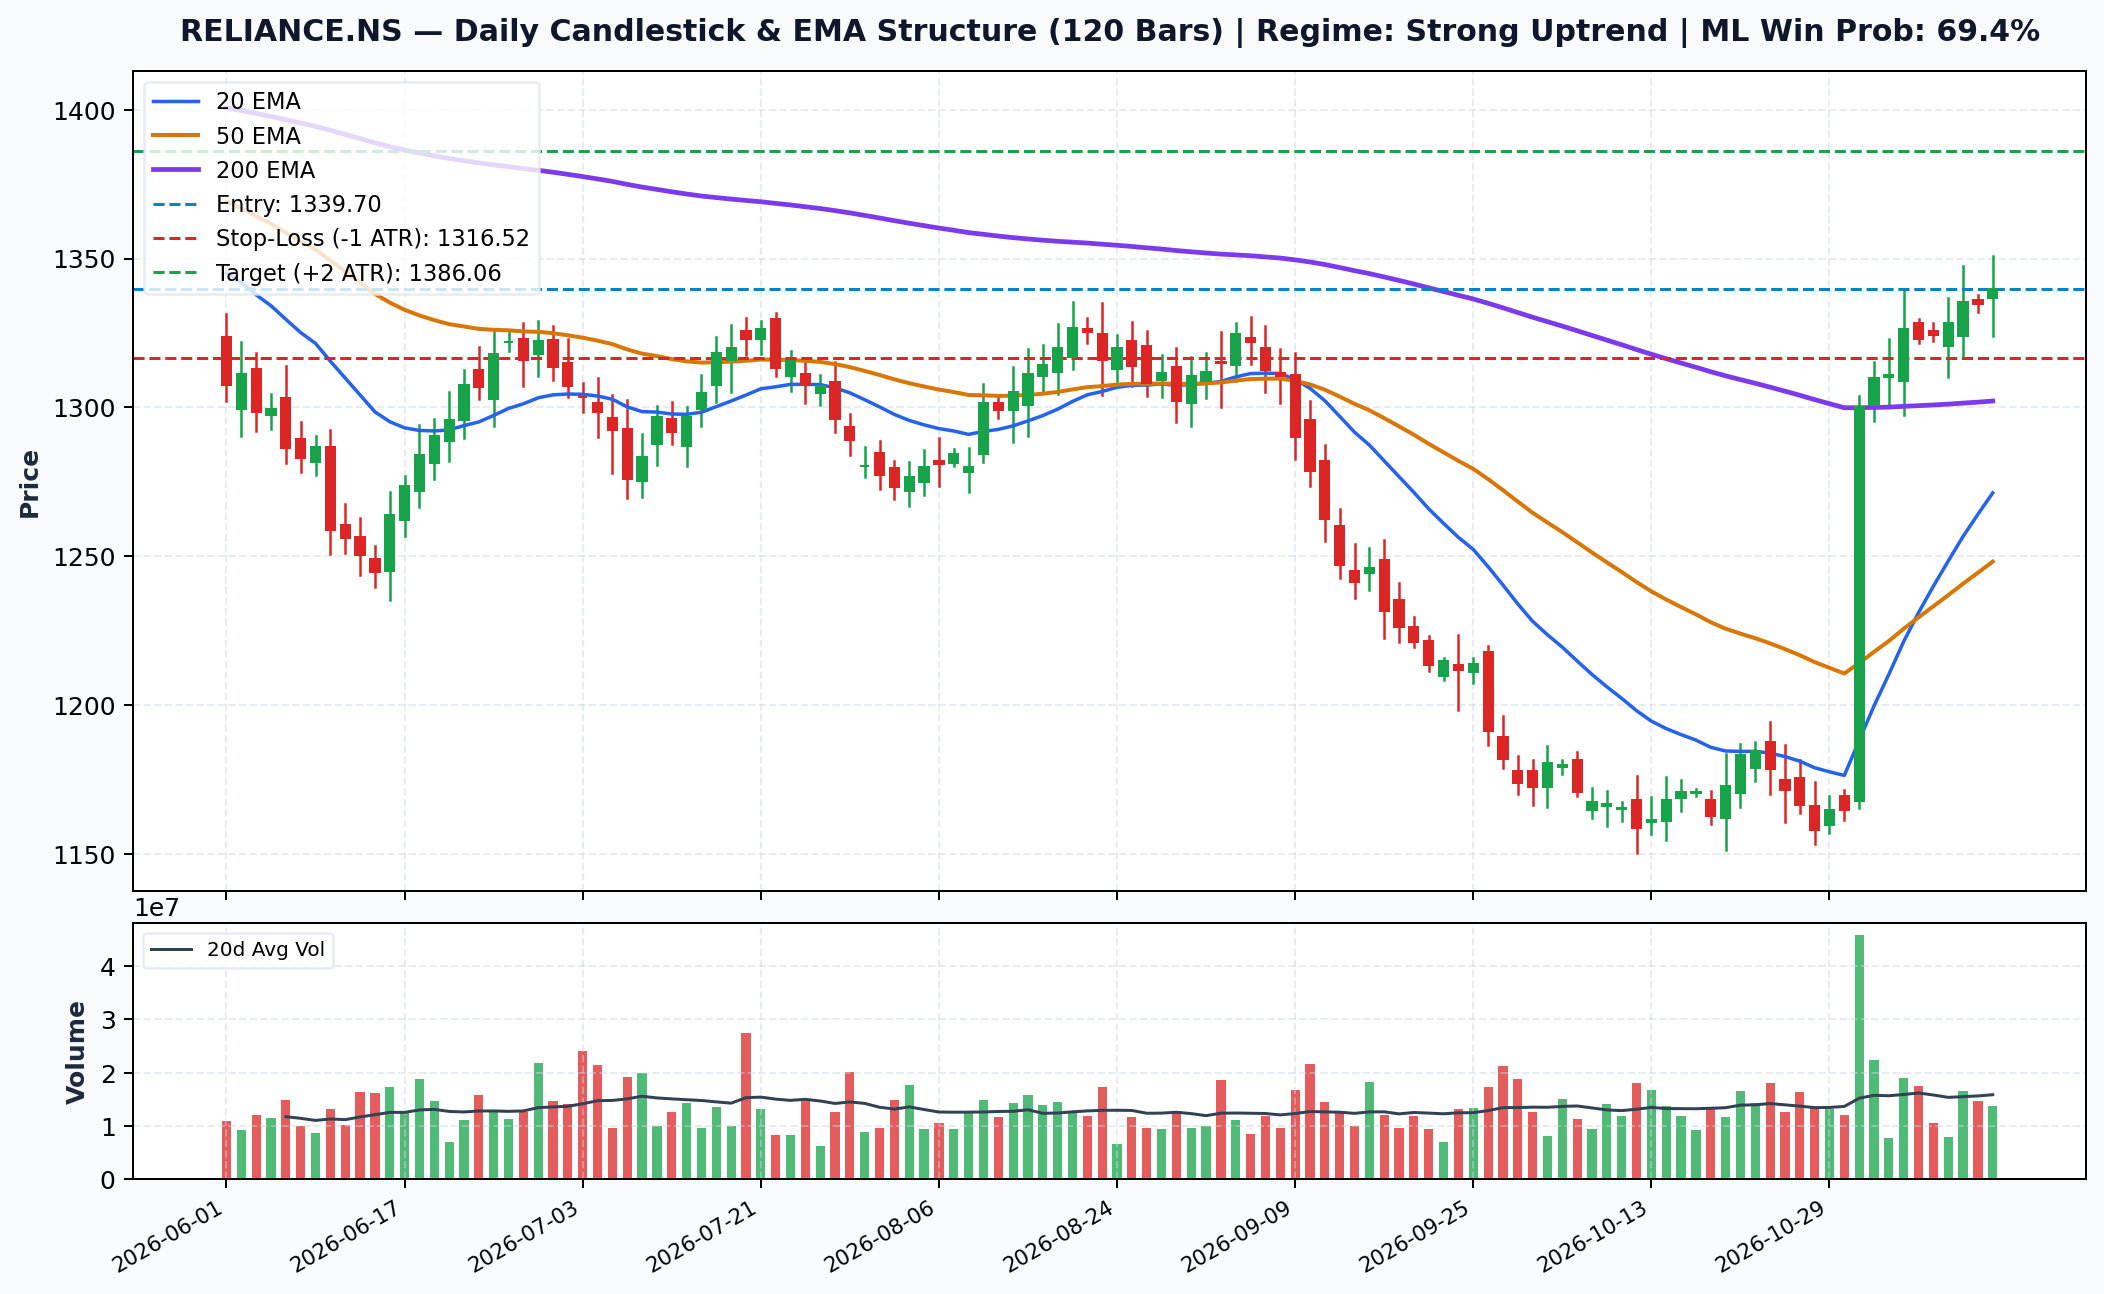 RELIANCE.NS — Daily Candlestick & EMA Structure (120 Bars) | Regime: Strong Uptrend | ML Win Prob: 69.4%
20 EMA
50 EMA
200 EMA
Entry: 1339.70
Stop-Loss (-1 ATR): 1316.52
Target (+2 ATR): 1386.06
1400
1350
1300
1250
1200
1150
Price
1e7
20d Avg Vol
4
3
2
1
0
Volume
2026-06-01
2026-06-17
2026-07-03
2026-07-21
2026-08-06
2026-08-24
2026-09-09
2026-09-25
2026-10-13
2026-10-29